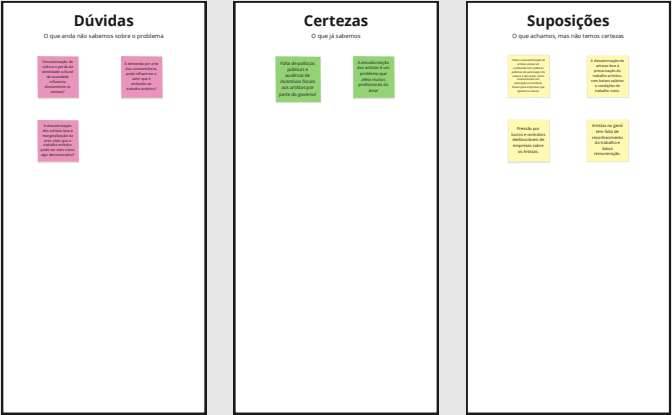 Dúvidas
O que anda não sabemos sobre o problema
Desvalorização de
cultura e perda da
identidade cultural
da sociedade
influencia
diretamente os
artistas?
A demanda por arte
dos consumidores
pode influenciar o
valor que é
atribuído ao
trabalho artístico?
A desvalorização
dos artistas leva à
marginalização da
arte, visto que o
trabalho artístico
pode ser visto como
algo desnecessário?
Certezas
O que já sabemos
Falta de políticas
públicas e
ausência de
incentivos fiscais
aos artistas por
parte do governo!
A desvalorização
dos artistas é um
problema que
afeta muitos
profissionais da
área!
Suposições
O que achamos, mas não temos certezas
A desvalorização de
artistas leva à
precarização do
trabalho artístico,
com baixos salários
e condições de
trabalho ruins.
Pressão por
lucros e contratos
desfavoráveis de
empresas sobre
os Artistas.
Artistas no geral
tem falta de
reconhecimento
do trabalho e
baixa
remuneração.